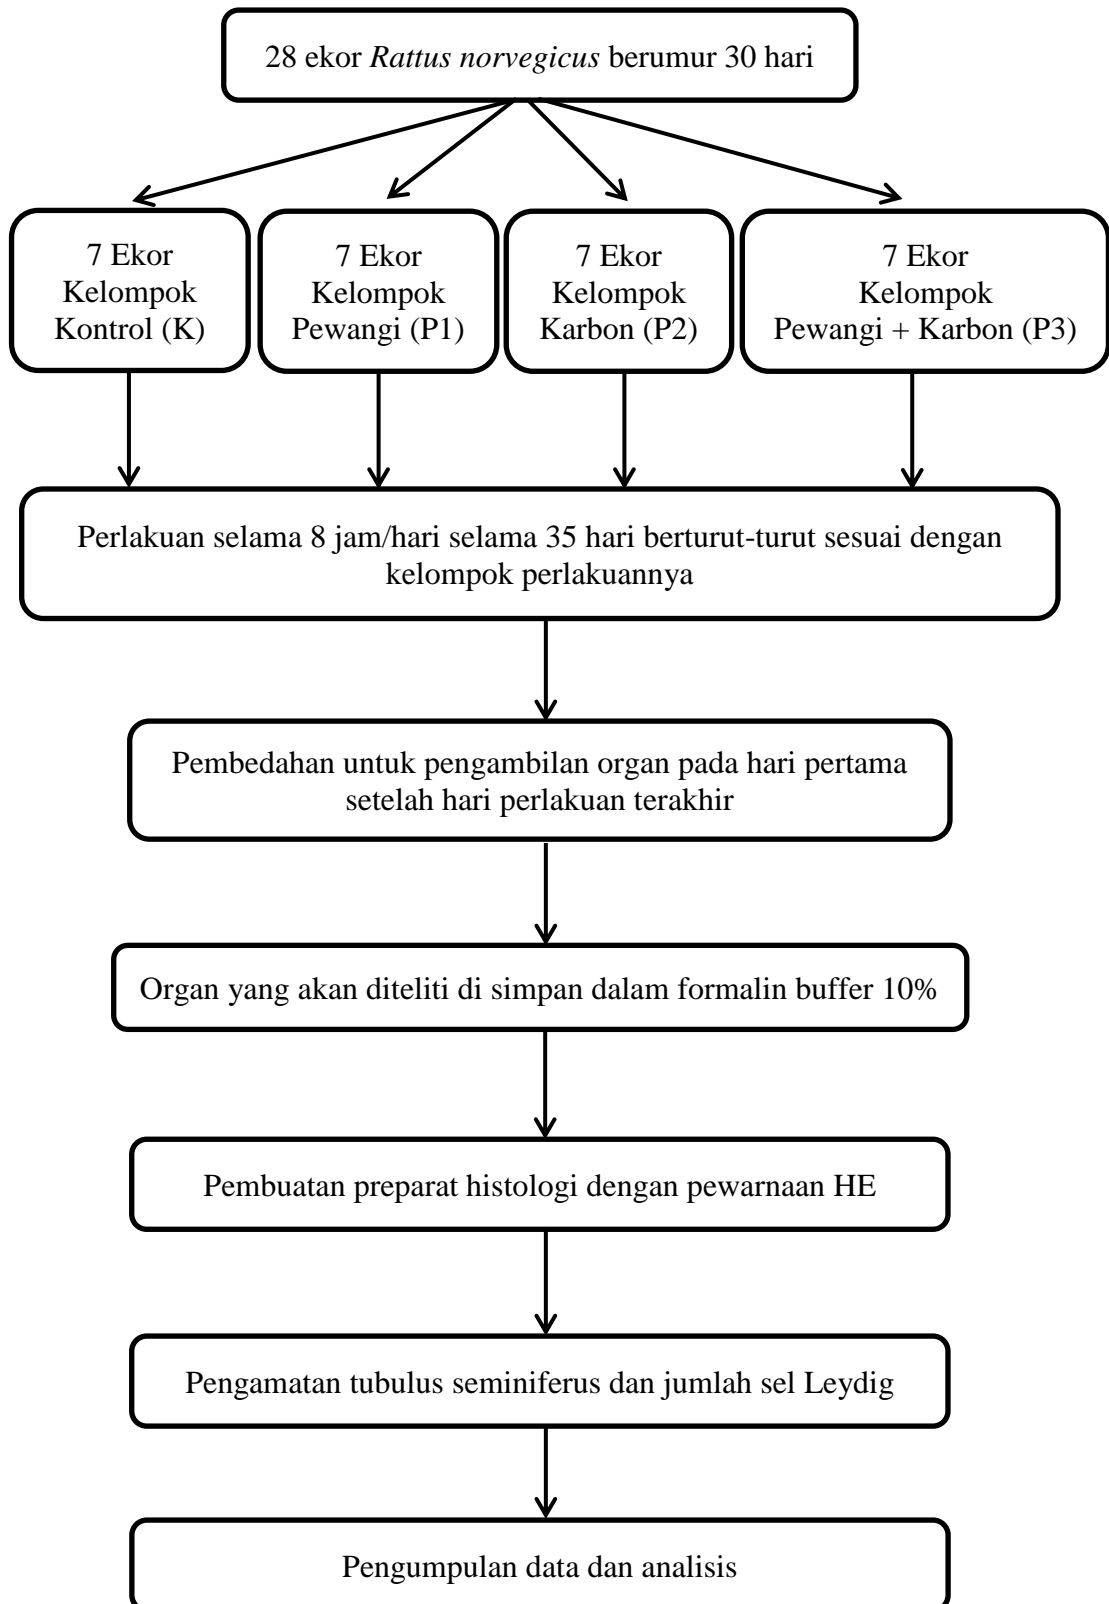 28 ekor Rattus norvegicus berumur 30 hari
7 Ekor
Kelompok
Kontrol (K)
7 Ekor
Kelompok
Pewangi (P1)
7 Ekor
Kelompok
Karbon (P2)
7 Ekor
Kelompok
Pewangi + Karbon (P3)
Perlakuan selama 8 jam/hari selama 35 hari berturut-turut sesuai dengan
kelompok perlakuannya
Pembedahan untuk pengambilan organ pada hari pertama
setelah hari perlakuan terakhir
Organ yang akan diteliti di simpan dalam formalin buffer 10%
Pembuatan preparat histologi dengan pewarnaan HE
Pengamatan tubulus seminiferus dan jumlah sel Leydig
Pengumpulan data dan analisis